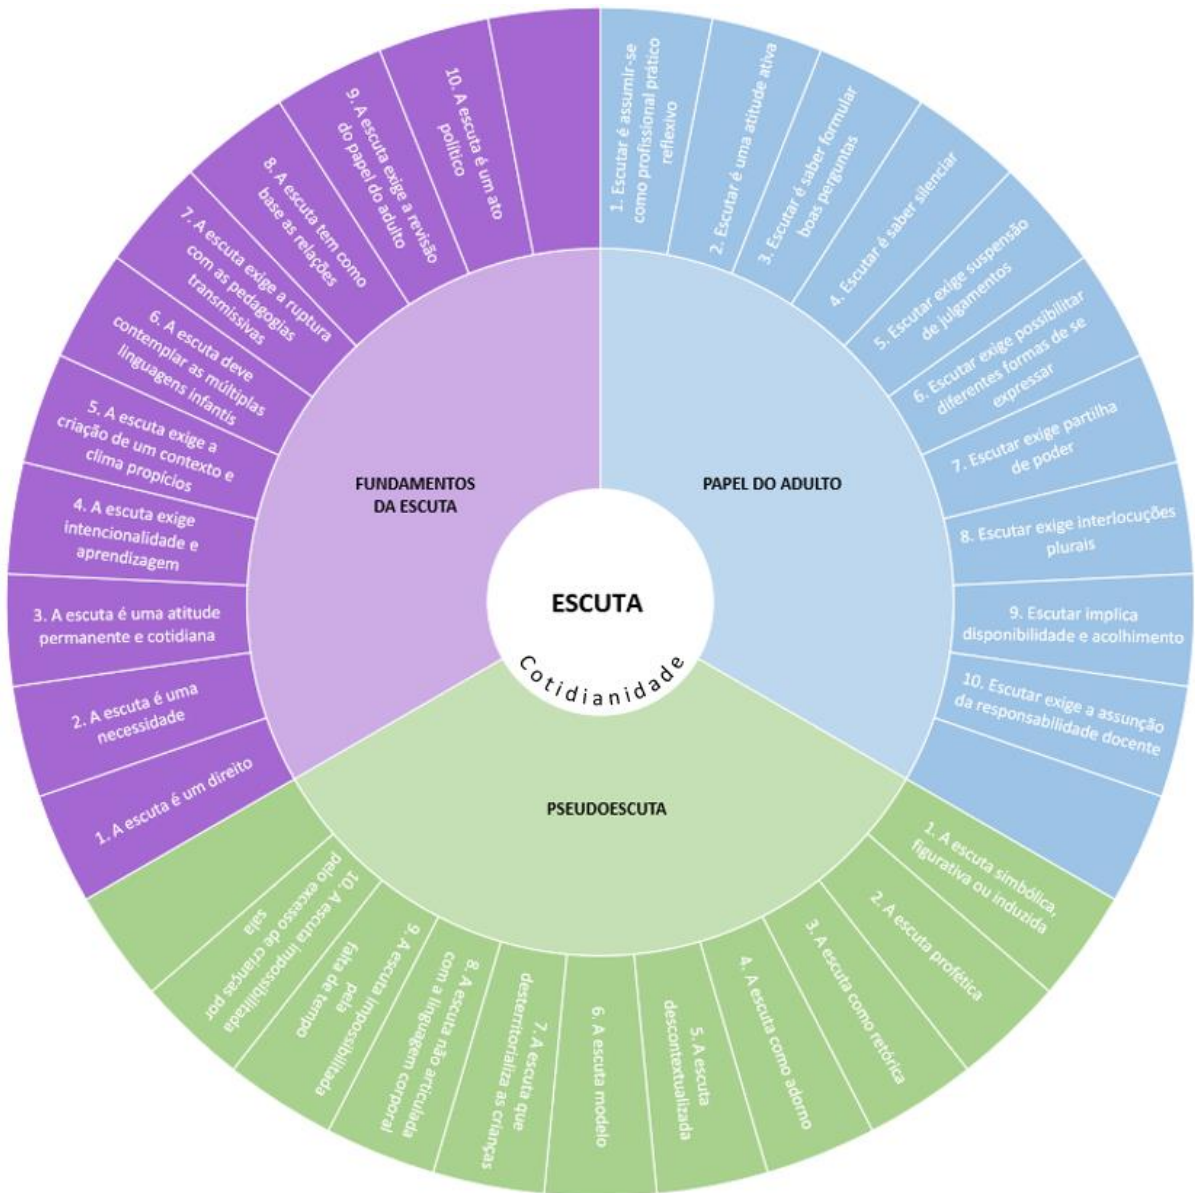 ESCUTA
Cotidianidade
FUNDAMENTOS
DA ESCUTA
1. A escuta é um direito
2. A escuta é uma
necessidade
3. A escuta é uma atitude
permanente e cotidiana
4. A escuta exige
intencionalidade e
aprendizagem
5. A escuta exige a
criação de um contexto e
clima propícios
6. A escuta deve
contemplar as múltiplas
linguagens infantis
7. A escuta exige a ruptura
com as pedagogias
transmissivas
8. A escuta tem como
base as relações
9. A escuta exige a revisão
do papel do adulto
10. A escuta é um ato
político
PAPEL DO ADULTO
1. Escutar é assumir-se
como profissional prático
reflexivo
2. Escutar é uma atitude ativa
3. Escutar é saber formular
boas perguntas
4. Escutar é saber silenciar
5. Escutar exige suspensão
de julgamentos
6. Escutar exige possibilitar
diferentes formas de se
expressar
7. Escutar exige partilha
de poder
8. Escutar exige interlocuções
plurais
9. Escutar implica
disponibilidade e acolhimento
10. Escutar exige a assunção
da responsabilidade docente
PSEUDOESCUTA
1. A escuta simbólica,
figurativa ou induzida
2. A escuta profética
3. A escuta como retórica
4. A escuta como adorno
5. A escuta
descontextualizada
6. A escuta modelo
7. A escuta que
desterritorializa as crianças
8. A escuta não articulada
com a linguagem corporal
9. A escuta impossibilitada
pela
falta de tempo
10. A escuta impossibilitada
pelo excesso de crianças por
sala